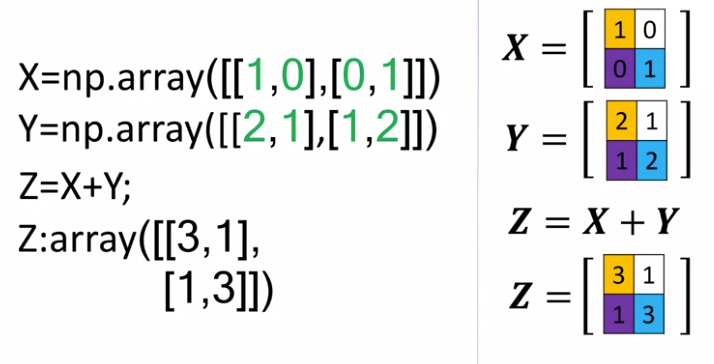 X=np.array([[1,0],[0,1]])
Y=np.array([[2,1],[1,2]])
Z=X+Y;
Z:array([[3,1],
[1,3]])
X = [ 1 0
0 1 ]
Y = [ 2 1
1 2 ]
Z = X + Y
Z = [ 3 1
1 3 ]